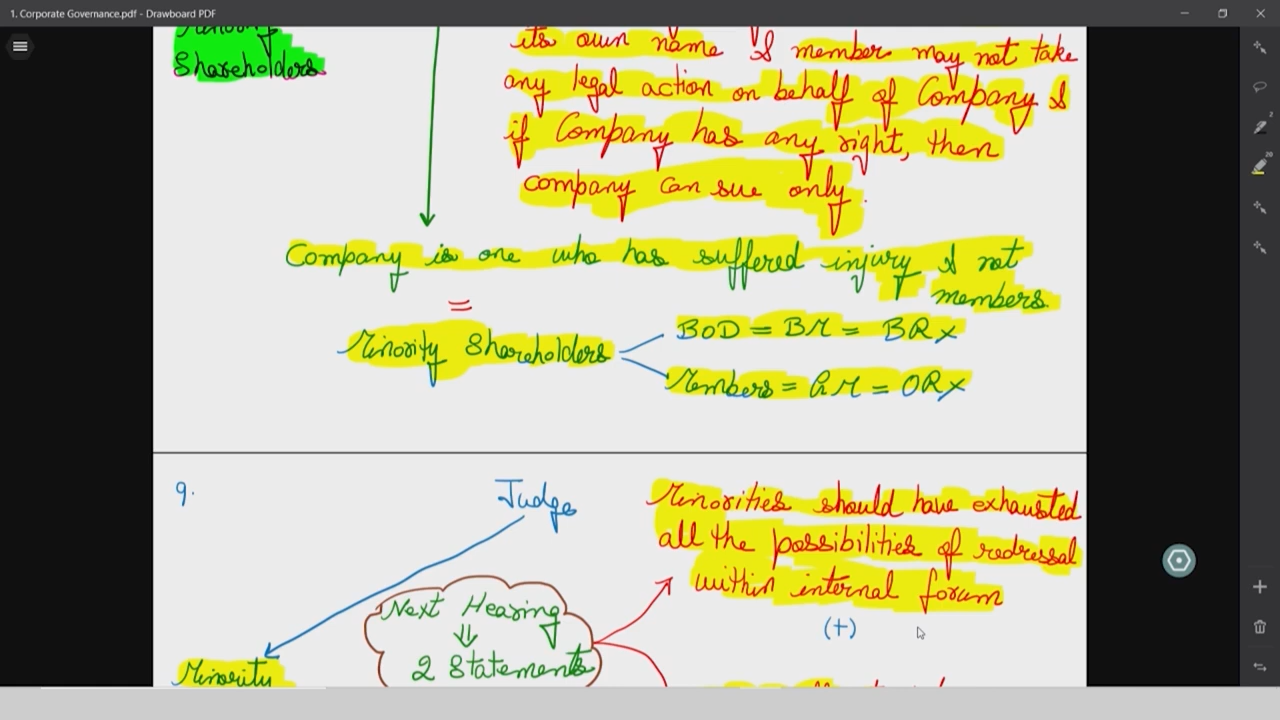 1. Corporate Governance.pdf - Drawboard PDF
Minority
Shareholders
its own name & member may not take
any legal action on behalf of Company &
if Company has any right, then
company can sue only.
Company is one who has suffered injury & not
members.
=
Minority Shareholders
BOD = BM = BR x
Members = GM = OR x
9.
Judge
Minorities should have exhausted
all the possibilities of redressal
within internal forum
(+)
Next Hearing
⇓
2 Statements
Minority